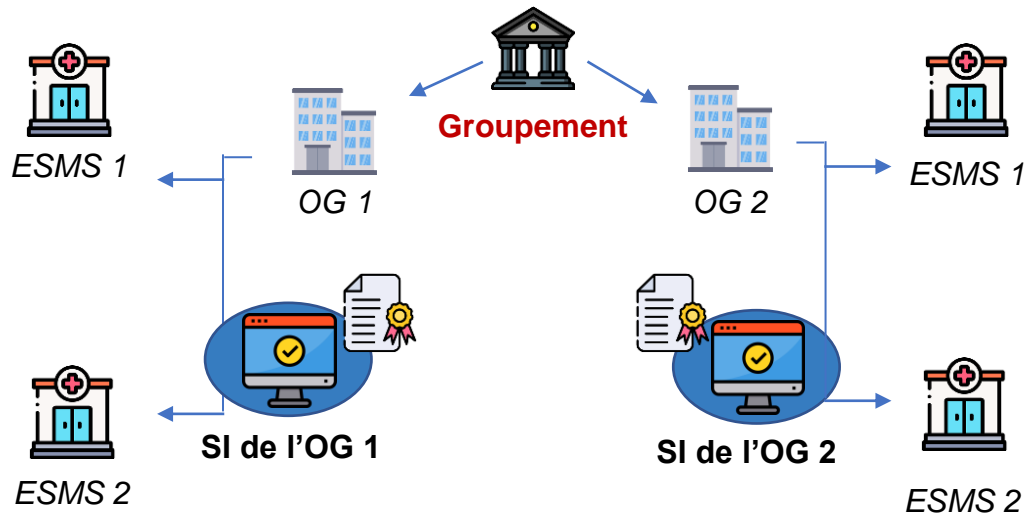 Groupement
ESMS 1
OG 1
OG 2
ESMS 1
SI de l'OG 1
SI de l'OG 2
ESMS 2
ESMS 2